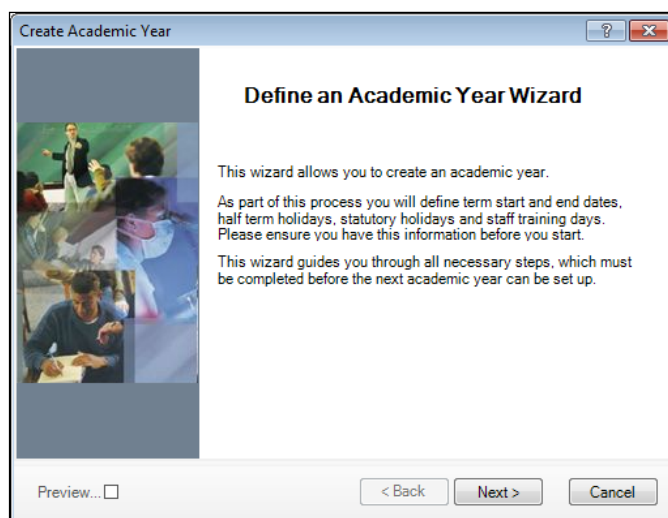 Create Academic Year
Define an Academic Year Wizard
This wizard allows you to create an academic year.
As part of this process you will define term start and end dates,
half term holidays, statutory holidays and staff training days.
Please ensure you have this information before you start.
This wizard guides you through all necessary steps, which must
be completed before the next academic year can be set up.
Preview...
< Back
Next >
Cancel